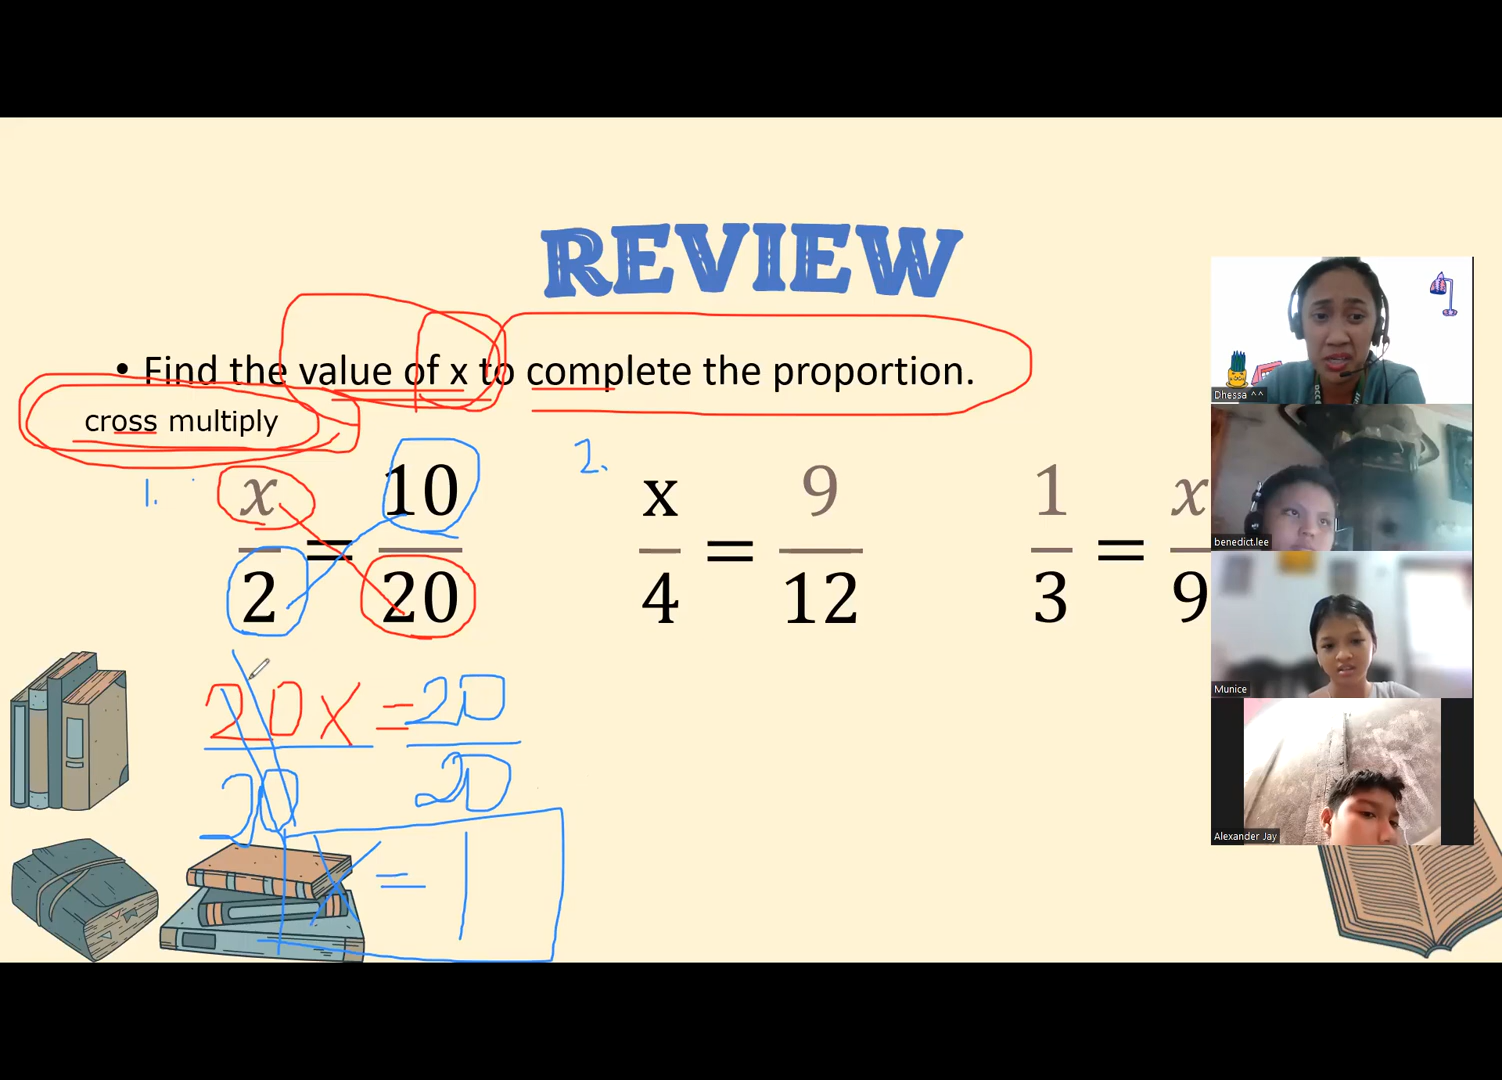 REVIEW
• Find the value of x to complete the proportion.
cross multiply
1. x/2 = 10/20
2. x/4 = 9/12
1/3 = x/9
20x/20 = 20/20
x = 1
Dhessa ^^
benedict.lee
Munice
Alexander Jay